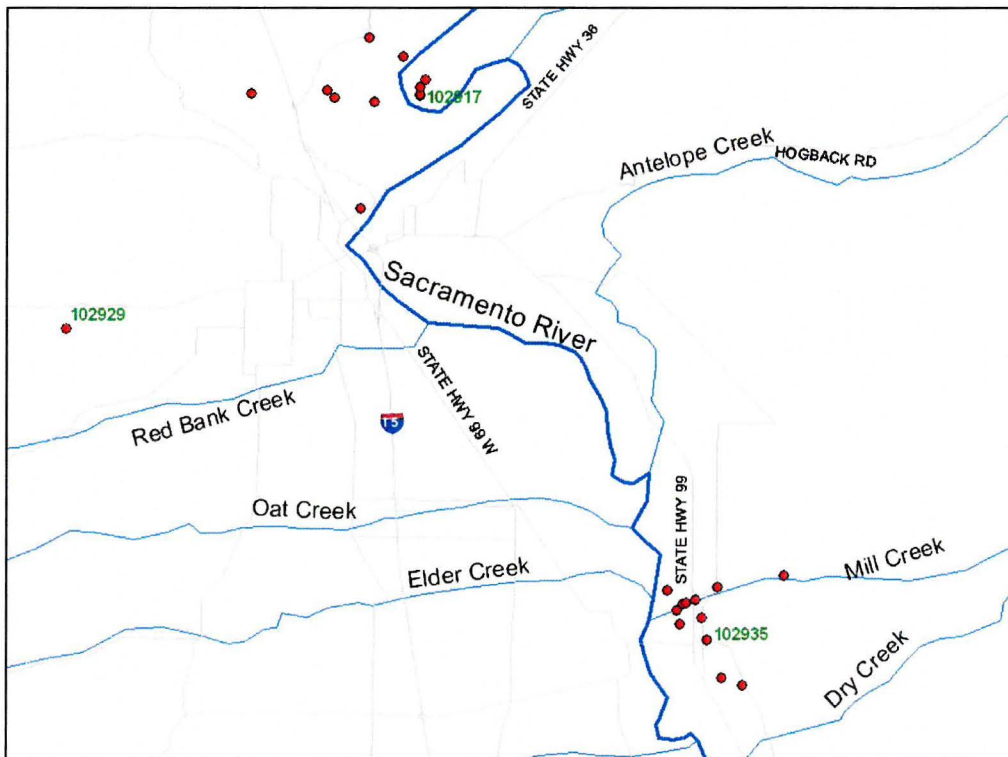 102917
STATE HWY 36
Antelope Creek
HOGBACK RD
Sacramento River
102929
STATE HWY 99 W
Red Bank Creek
I-5
Oat Creek
STATE HWY 99
Elder Creek
Mill Creek
102935
Dry Creek